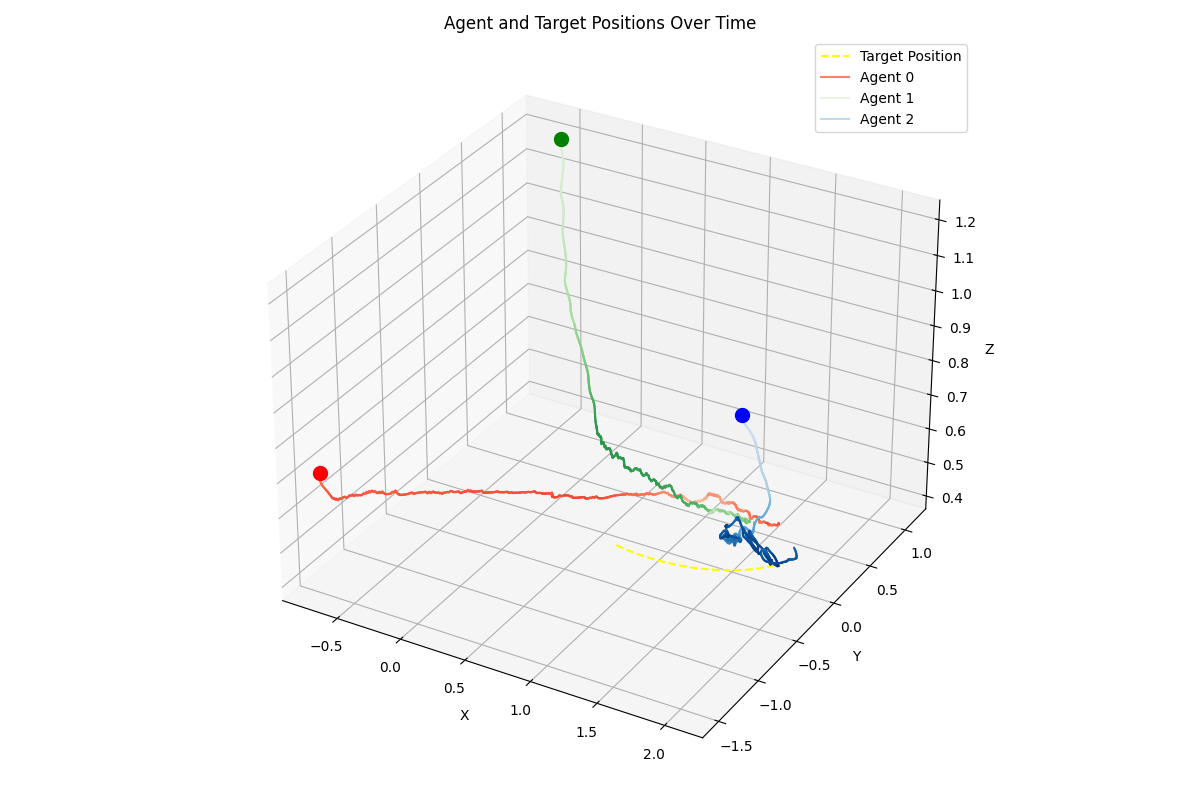 Agent and Target Positions Over Time
Target Position
Agent 0
Agent 1
Agent 2
1.2
1.1
1.0
0.9
0.8
0.7
0.6
0.5
0.4
Z
1.0
0.5
0.0
−0.5
−1.0
−1.5
Y
−0.5
0.0
0.5
1.0
1.5
2.0
X